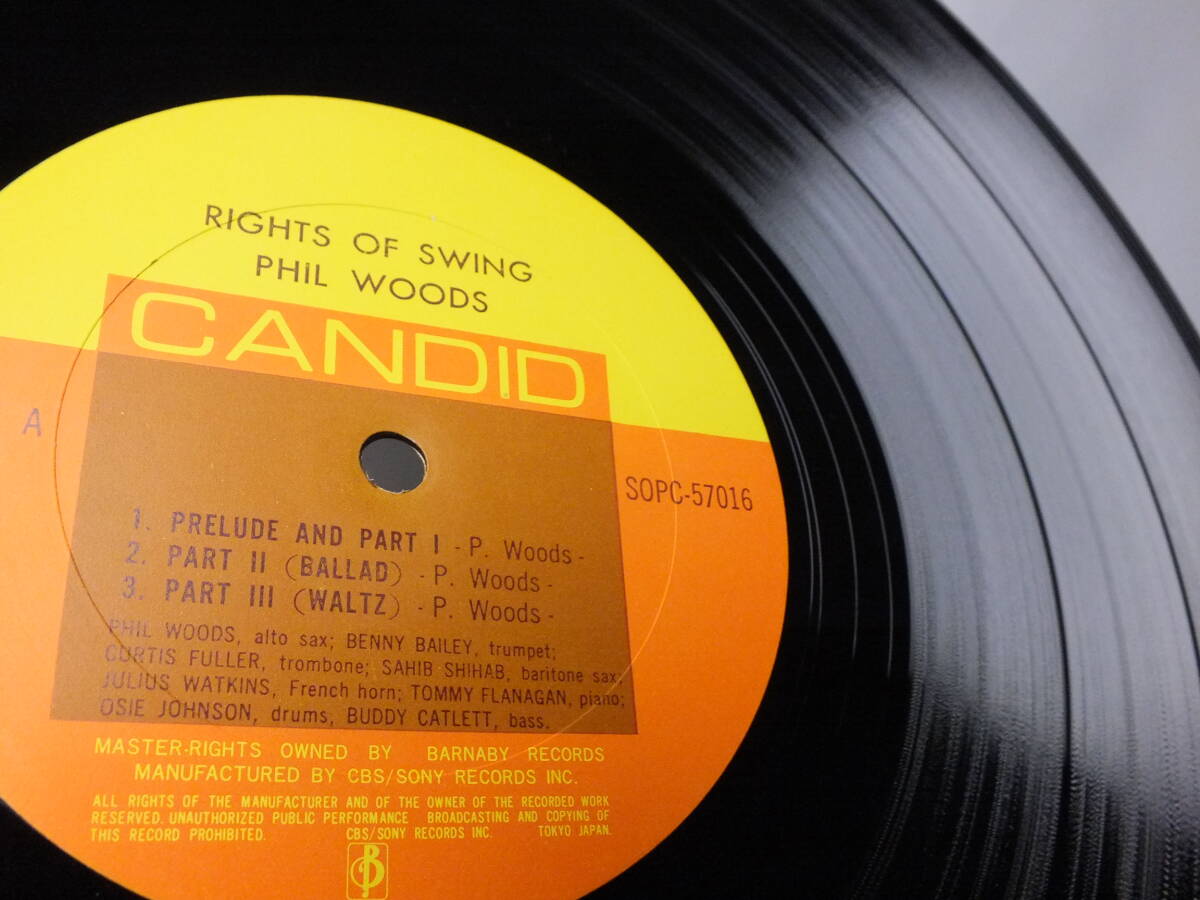 RIGHTS OF SWING
PHiL WOODS
CANDID
A
SOPC-57016
1. PRELUDE AND PART I - P. Woods -
2. PART II (BALLAD) - P. Woods -
3. PART III (WALTZ) - P. Woods -
PHIL WOODS, alto sax; BENNY BAILEY, trumpet;
CURTIS FULLER, trombone; SAHIB SHIHAB, baritone sax;
JULIUS WATKINS, French horn; TOMMY FLANAGAN, piano;
OSIE JOHNSON, drums, BUDDY CATLETT, bass.
MASTER-RIGHTS OWNED BY BARNABY RECORDS
MANUFACTURED BY CBS/SONY RECORDS INC.
ALL RIGHTS OF THE MANUFACTURER AND OF THE OWNER OF THE RECORDED WORK
RESERVED. UNAUTHORIZED PUBLIC PERFORMANCE BROADCASTING AND COPYING OF
THIS RECORD PROHIBITED. CBS/SONY RECORDS INC. TOKYO JAPAN.